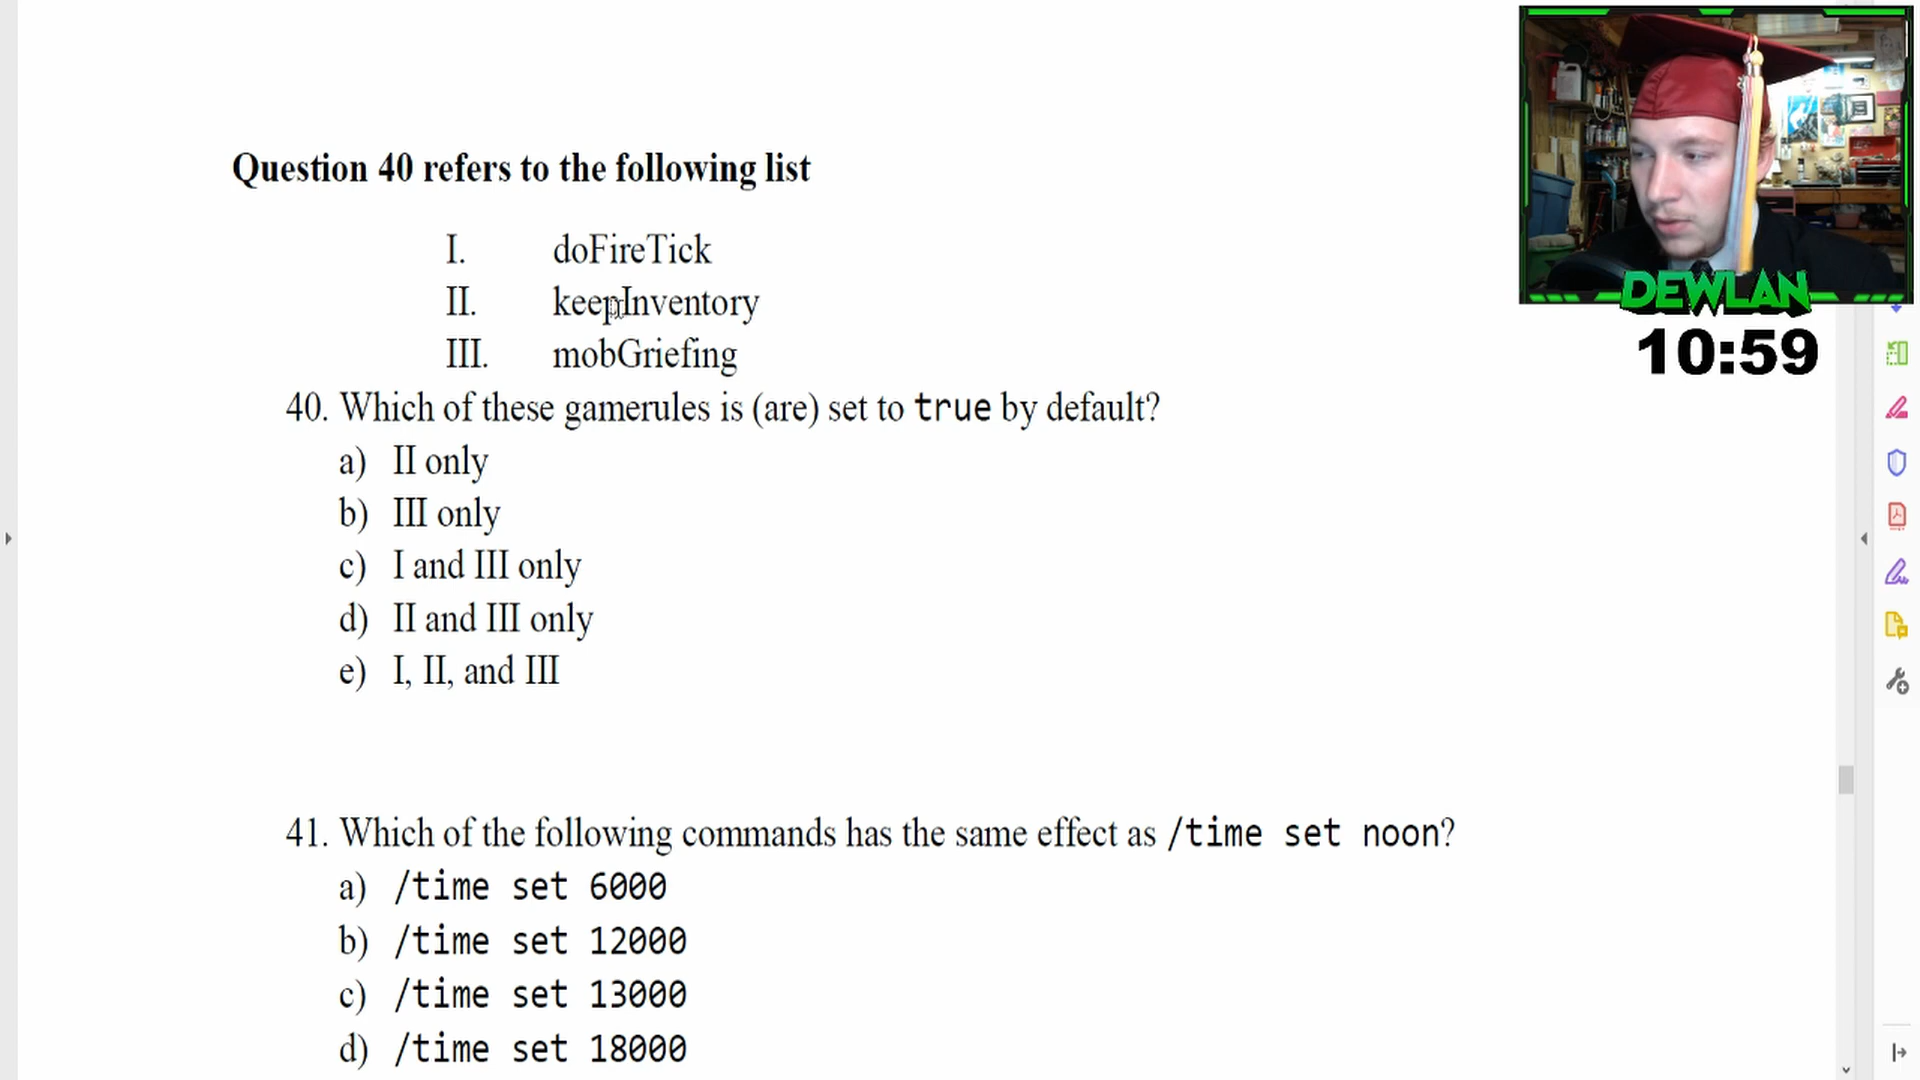 Question 40 refers to the following list
I. doFireTick
II. keepInventory
III. mobGriefing
40. Which of these gamerules is (are) set to true by default?
a) II only
b) III only
c) I and III only
d) II and III only
e) I, II, and III
41. Which of the following commands has the same effect as /time set noon?
a) /time set 6000
b) /time set 12000
c) /time set 13000
d) /time set 18000
DEWLAN
10:59